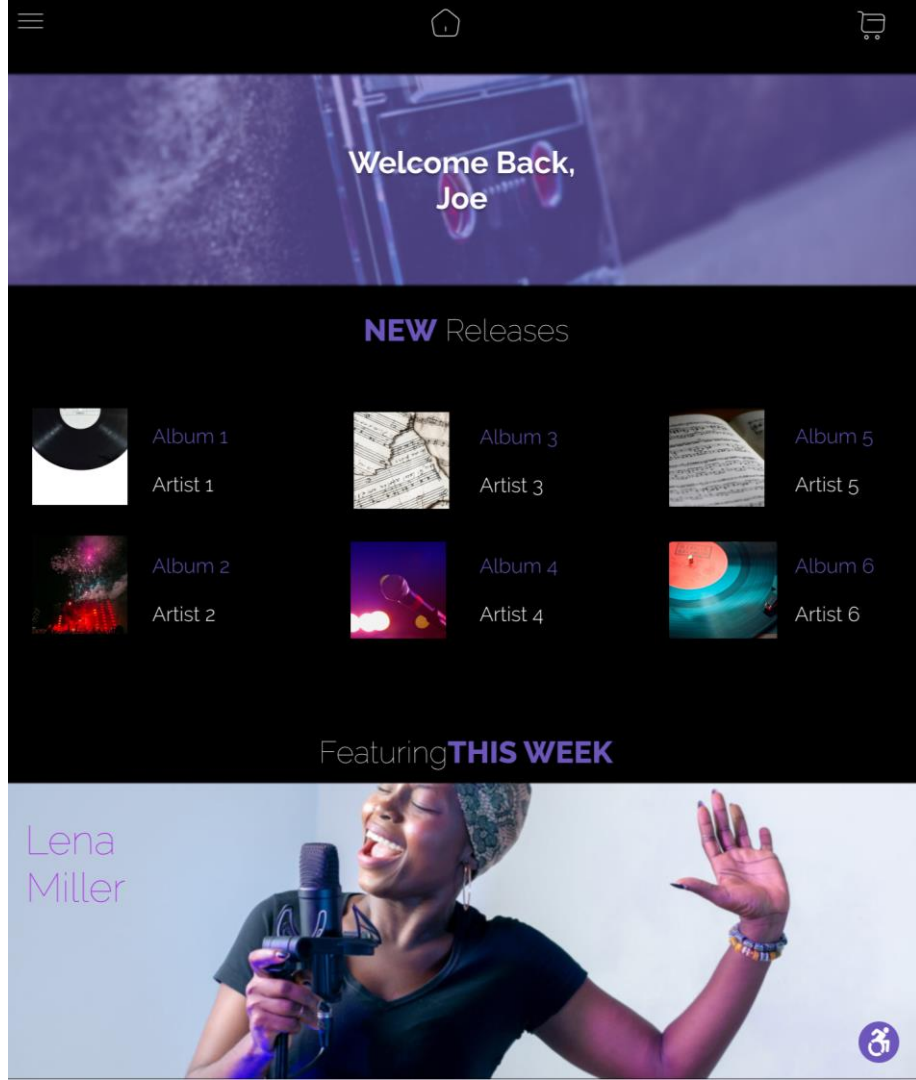 Welcome Back,
Joe
NEW Releases
Album 1
Artist 1
Album 3
Artist 3
Album 5
Artist 5
Album 2
Artist 2
Album 4
Artist 4
Album 6
Artist 6
FeaturingTHIS WEEK
Lena
Miller